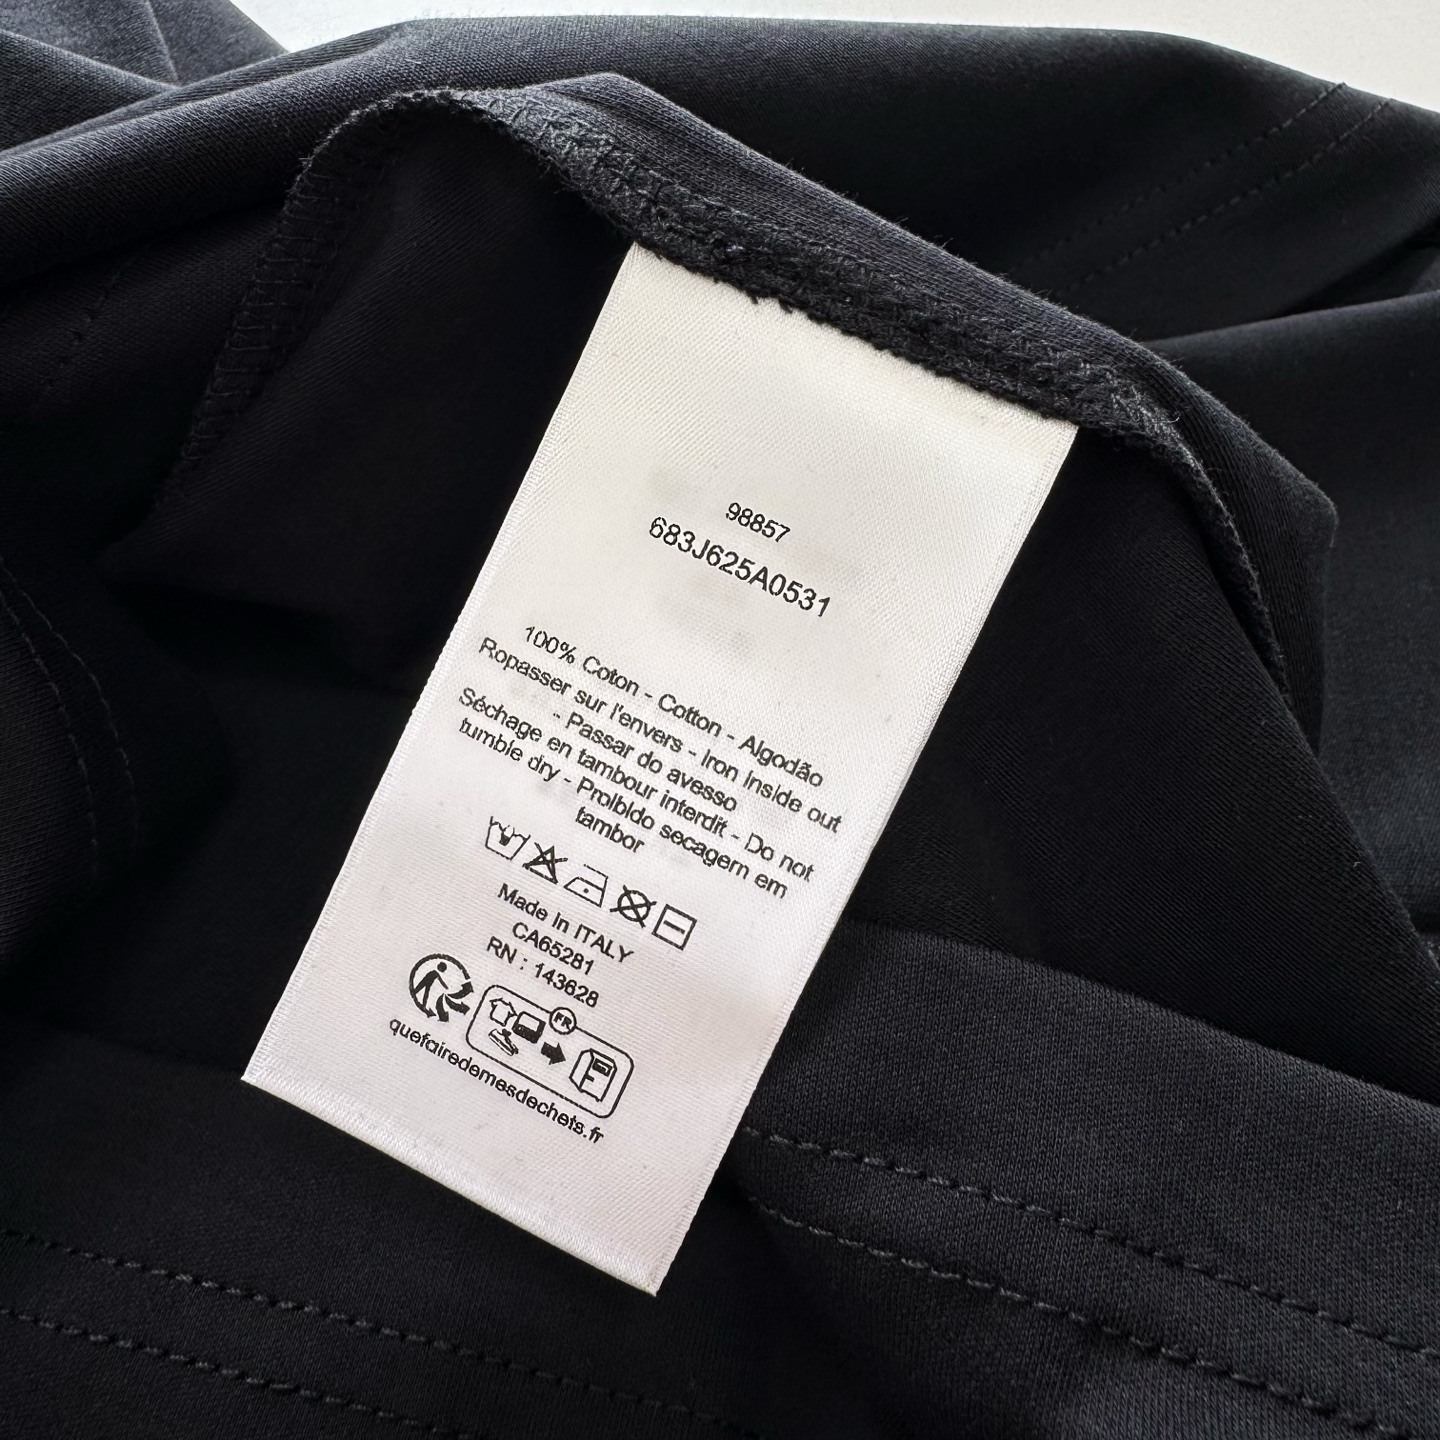 98857
683J625A0531
100% Coton - Cotton - Algodão
Ropasser sur l'envers - Iron Inside out
- Passar do avesso
Séchage en tambour interdit - Do not
tumble dry - Proibido secagem em
tambor
Made In ITALY
CA65281
RN : 143628
FR
quefairedemesdechets.fr